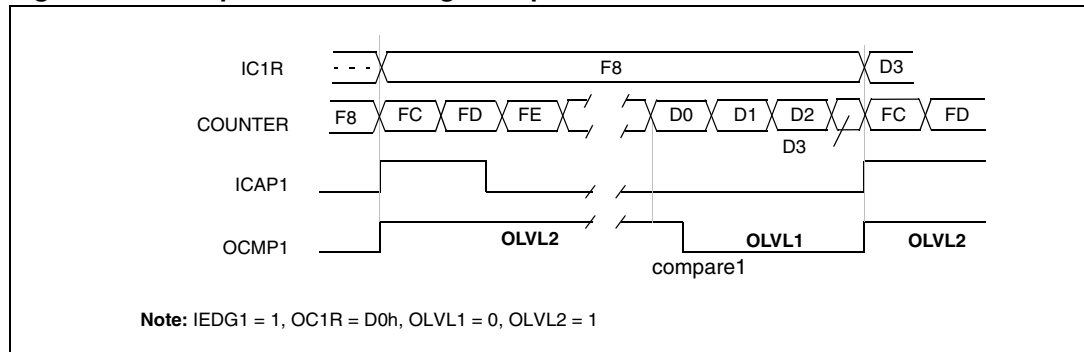 IC1R - - - F8 D3
COUNTER F8 FC FD FE D0 D1 D2 FC FD
D3
ICAP1
OCMP1 OLVL2 OLVL1 OLVL2
compare1
Note: IEDG1 = 1, OC1R = D0h, OLVL1 = 0, OLVL2 = 1